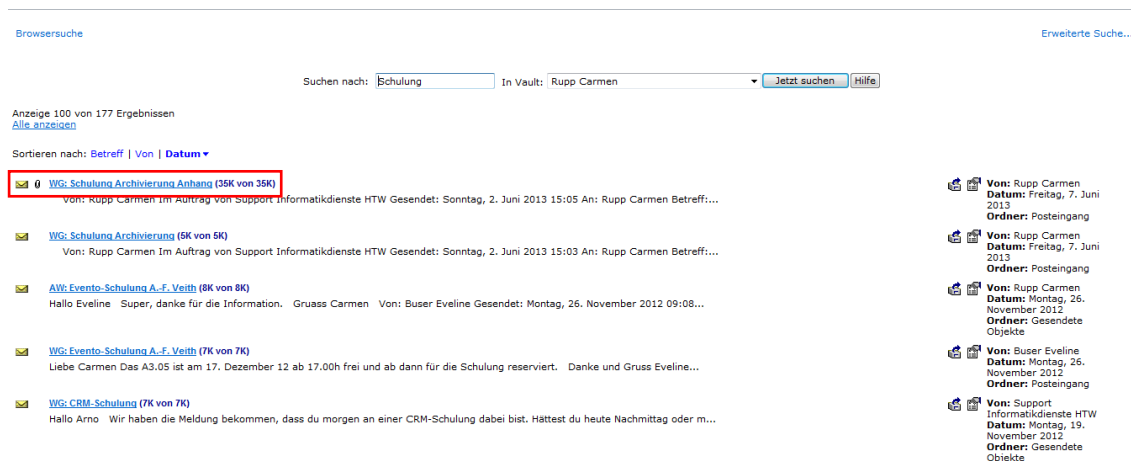 Browsersuche
Erweiterte Suche...
Suchen nach: Schulung In Vault: Rupp Carmen Jetzt suchen Hilfe
Anzeige 100 von 177 Ergebnissen
Alle anzeigen
Sortieren nach: Betreff | Von | Datum
WG: Schulung Archivierung Anhang (35K von 35K)
Von: Rupp Carmen Im Auftrag von Support Informatikdienste HTW Gesendet: Sonntag, 2. Juni 2013 15:05 An: Rupp Carmen Betreff:...
Von: Rupp Carmen
Datum: Freitag, 7. Juni
2013
Ordner: Posteingang
WG: Schulung Archivierung (5K von 5K)
Von: Rupp Carmen Im Auftrag von Support Informatikdienste HTW Gesendet: Sonntag, 2. Juni 2013 15:03 An: Rupp Carmen Betreff:...
Von: Rupp Carmen
Datum: Freitag, 7. Juni
2013
Ordner: Posteingang
AW: Evento-Schulung A.-F. Veith (8K von 8K)
Hallo Eveline Super, danke für die Information. Gruass Carmen Von: Buser Eveline Gesendet: Montag, 26. November 2012 09:08...
Von: Rupp Carmen
Datum: Montag, 26.
November 2012
Ordner: Gesendete
Objekte
WG: Evento-Schulung A.-F. Veith (7K von 7K)
Liebe Carmen Das A3.05 ist am 17. Dezember 12 ab 17.00h frei und ab dann für die Schulung reserviert. Danke und Gruss Eveline...
Von: Buser Eveline
Datum: Montag, 26.
November 2012
Ordner: Posteingang
WG: CRM-Schulung (7K von 7K)
Hallo Arno Wir haben die Meldung bekommen, dass du morgen an einer CRM-Schulung dabei bist. Hättest du heute Nachmittag oder m...
Von: Support
Informatikdienste HTW
Datum: Montag, 19.
November 2012
Ordner: Gesendete
Objekte